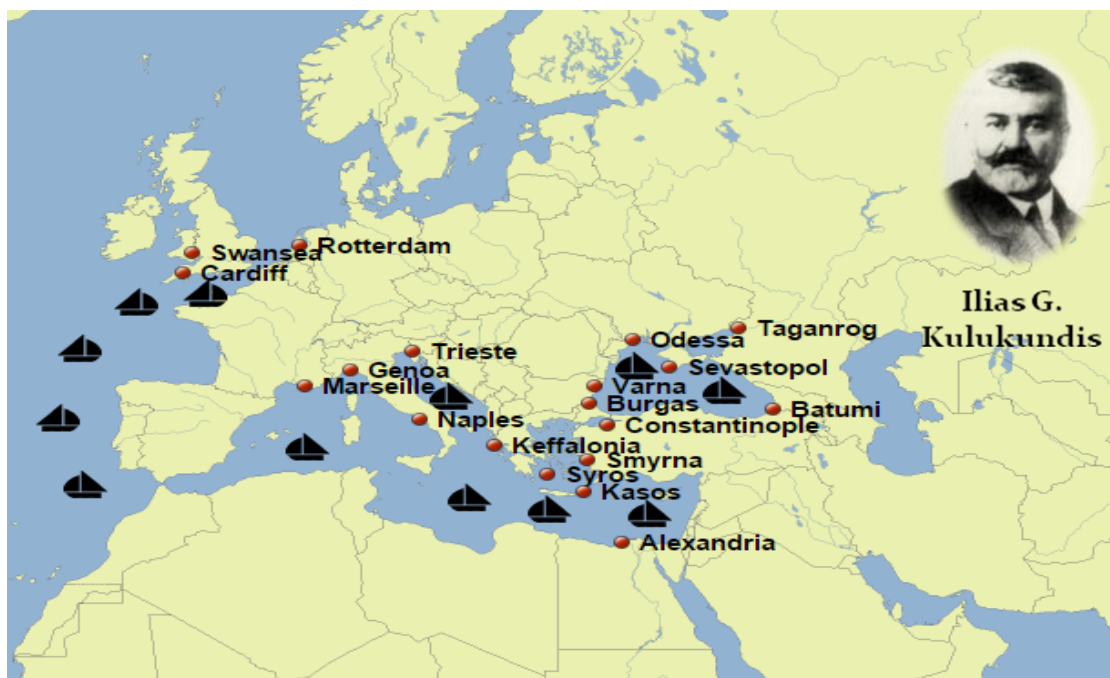 Swansea
Rotterdam
Cardiff
Ilias G.
Kulukundis
Taganrog
Odessa
Trieste
Sevastopol
Genoa
Marseille
Varna
Burgas
Batumi
Naples
Constantinople
Keffalonia
Smyrna
Syros
Kasos
Alexandria